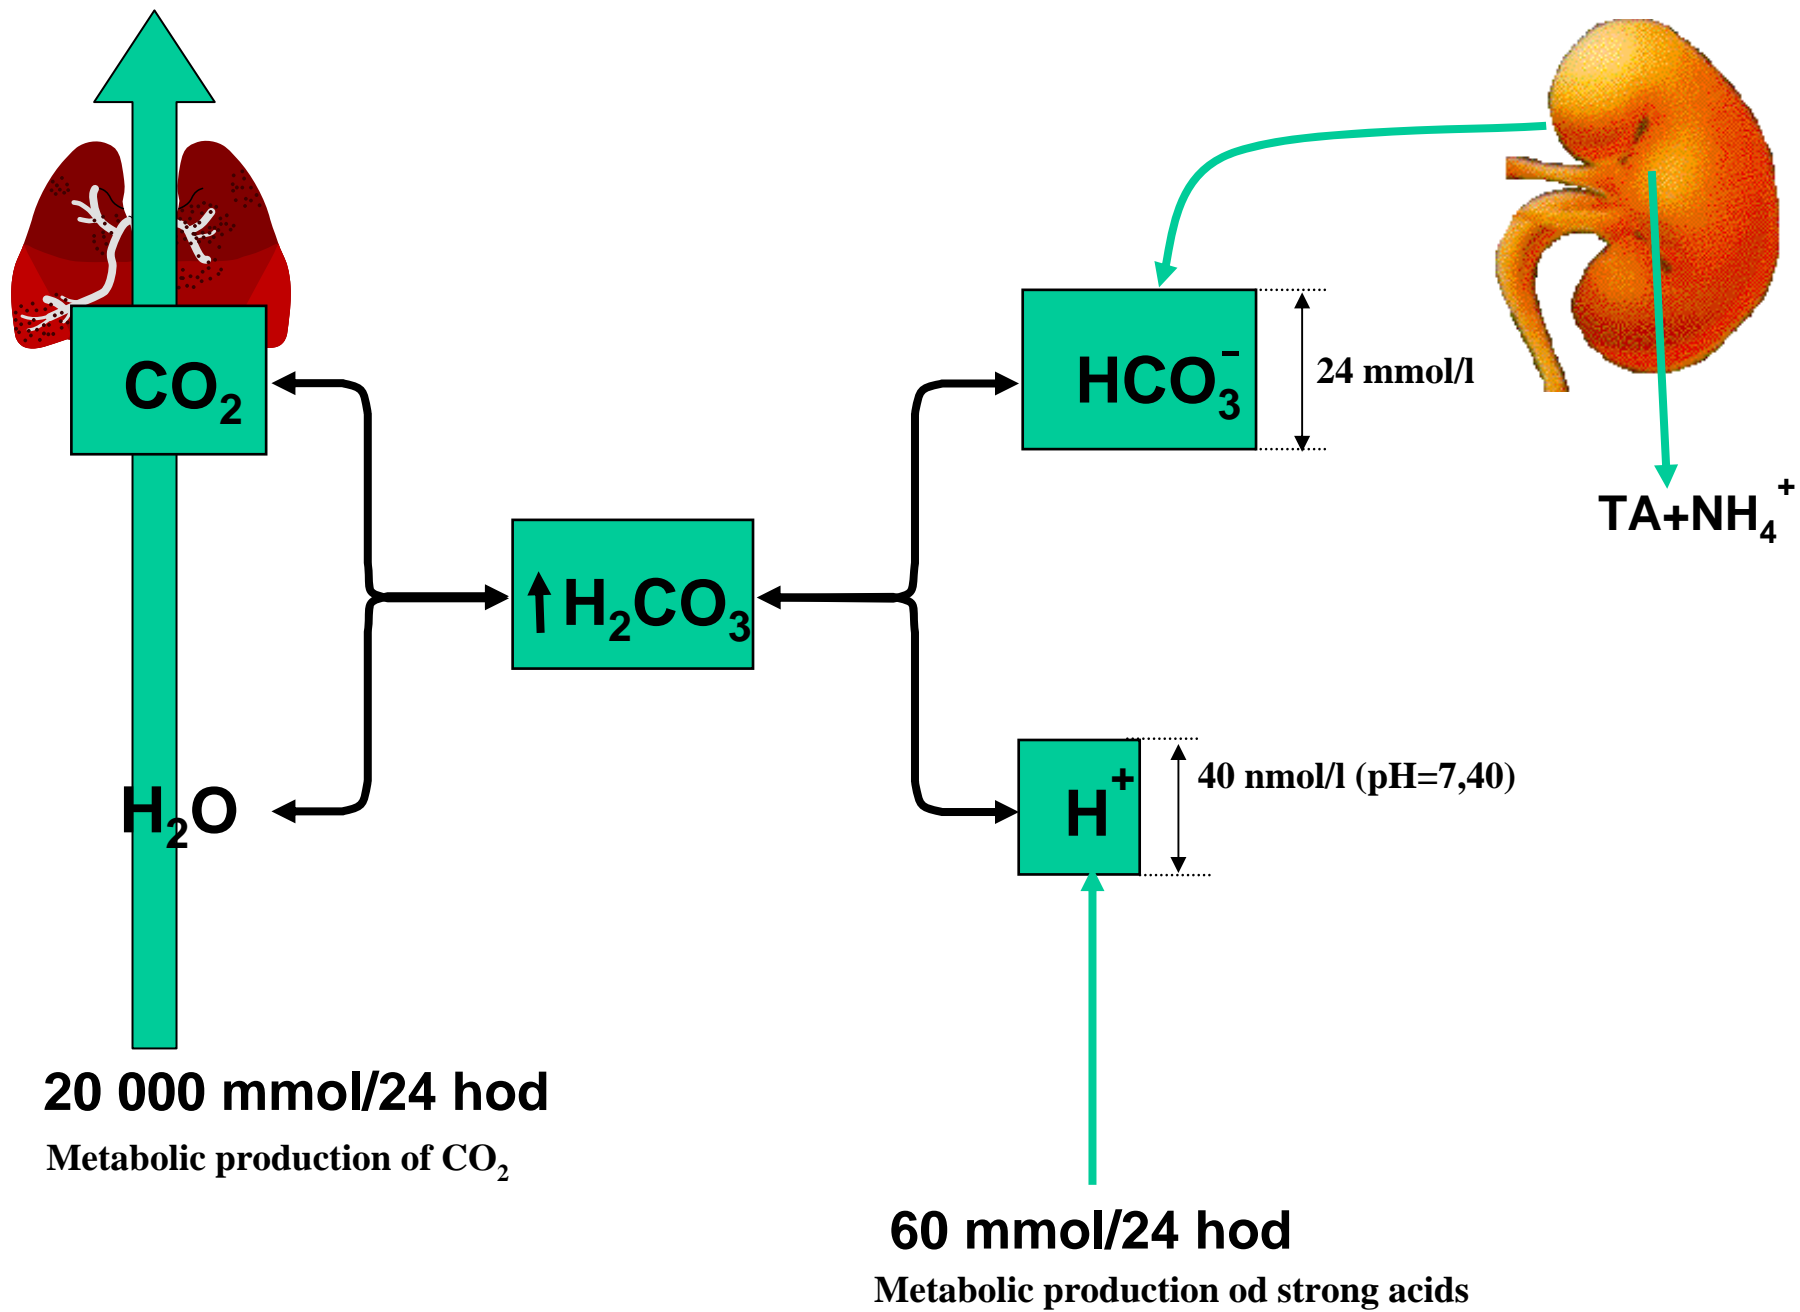 CO₂
HCO₃⁻
24 mmol/l
TA+NH₄⁺
↑H₂CO₃
H₂O
H⁺
40 nmol/l (pH=7,40)
20 000 mmol/24 hod
Metabolic production of CO₂
60 mmol/24 hod
Metabolic production od strong acids